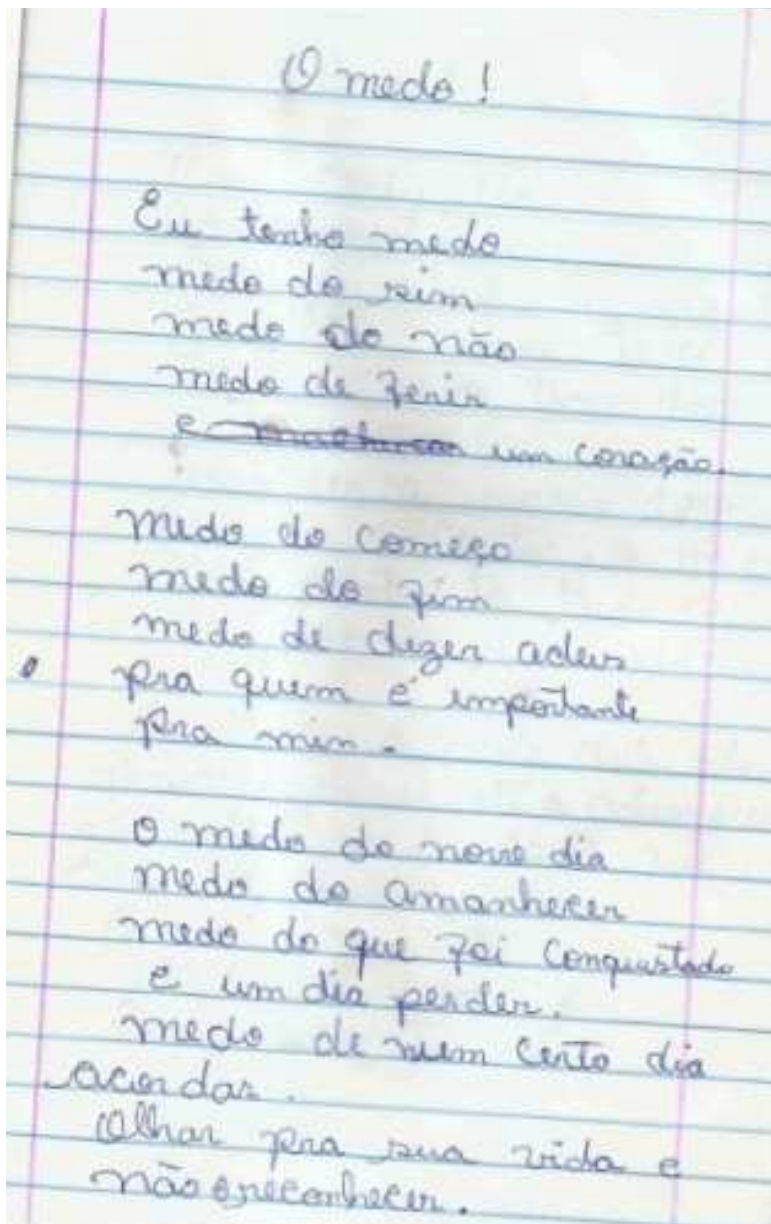 O medo!
Eu tenho medo
medo do sim
medo do não
medo de ferir
e machucar um coração.
medo do começo
medo do fim
medo de dizer adeus
pra quem é importante
pra mim.
O medo do novo dia
medo do amanhecer
medo do que foi conquistado
e um dia perder.
medo de num certo dia
acordar.
Olhar pra sua vida e
não reconhecer.